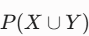 P(X ∪ Y)